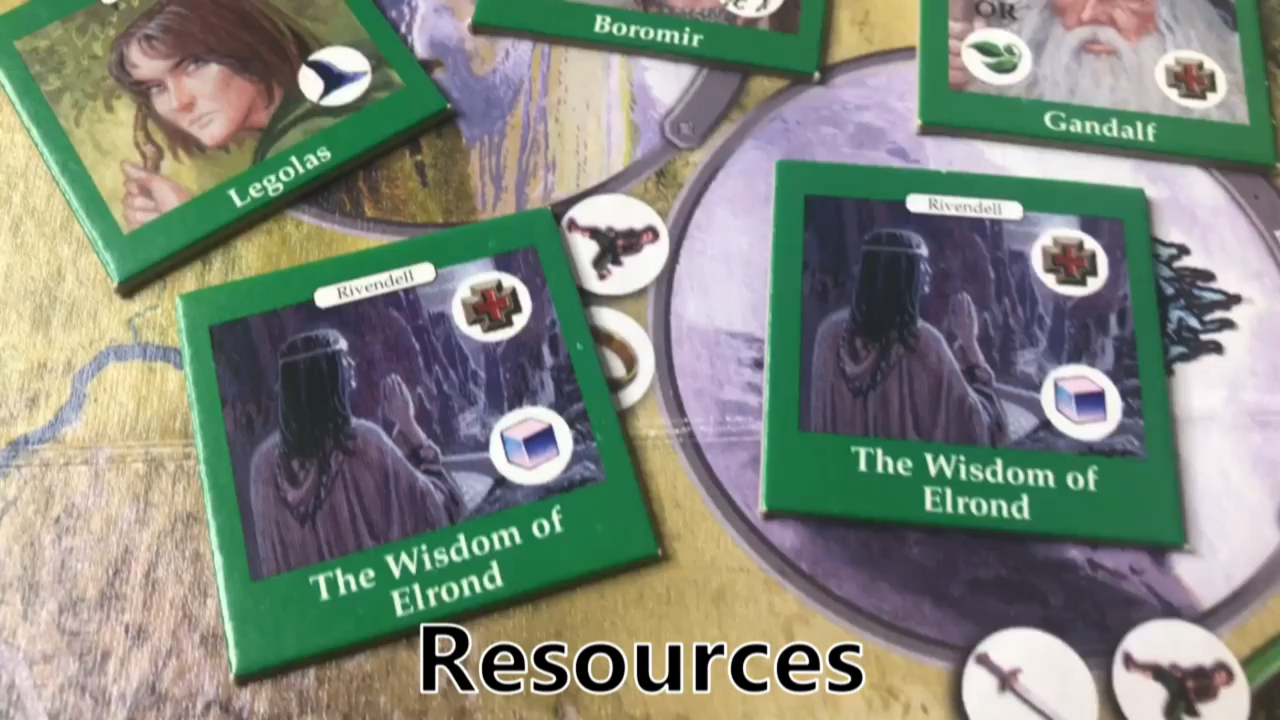 Boromir
OR
Gandalf
Legolas
Rivendell
The Wisdom of
Elrond
Rivendell
The Wisdom of
Elrond
Resources